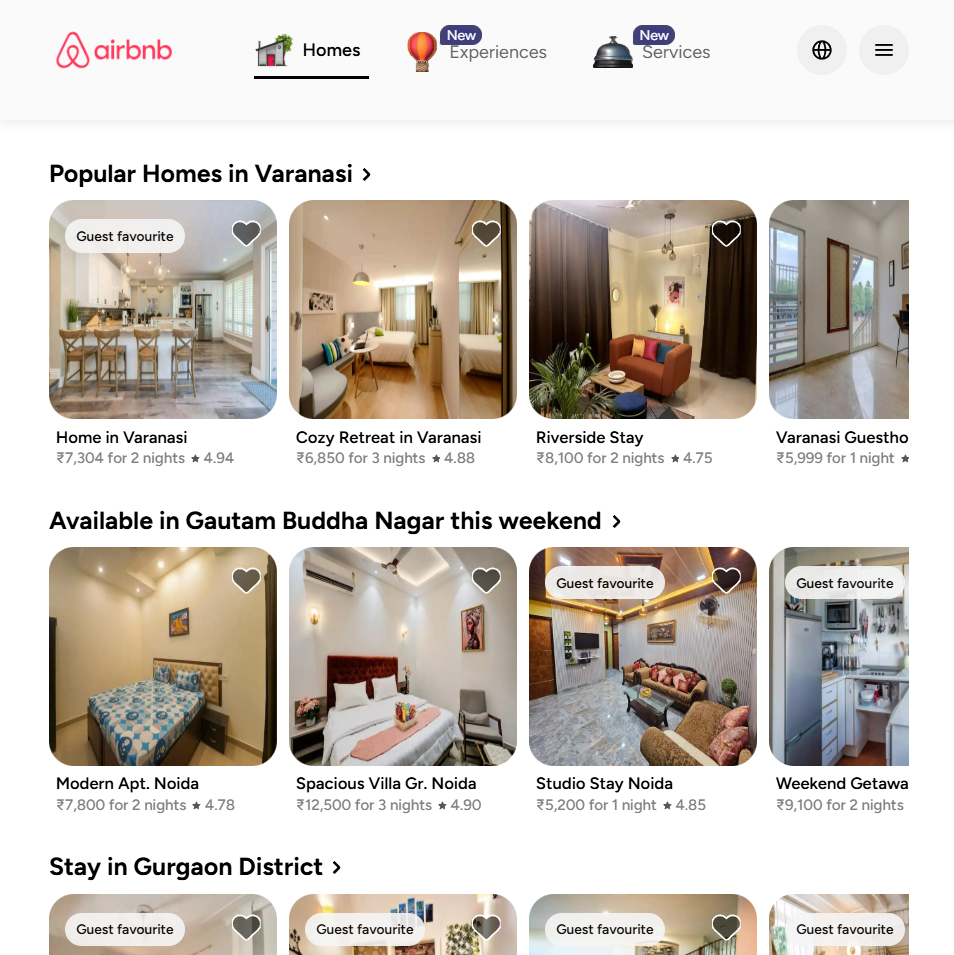 airbnb
Homes
New
Experiences
New
Services
Popular Homes in Varanasi
Guest favourite
Home in Varanasi
₹7,304 for 2 nights ★ 4.94
Cozy Retreat in Varanasi
₹6,850 for 3 nights ★ 4.88
Riverside Stay
₹8,100 for 2 nights ★ 4.75
Varanasi Guestho
₹5,999 for 1 night ★
Available in Gautam Buddha Nagar this weekend
Modern Apt. Noida
₹7,800 for 2 nights ★ 4.78
Spacious Villa Gr. Noida
₹12,500 for 3 nights ★ 4.90
Guest favourite
Studio Stay Noida
₹5,200 for 1 night ★ 4.85
Guest favourite
Weekend Getawa
₹9,100 for 2 nights
Stay in Gurgaon District
Guest favourite
Guest favourite
Guest favourite
Guest favourite